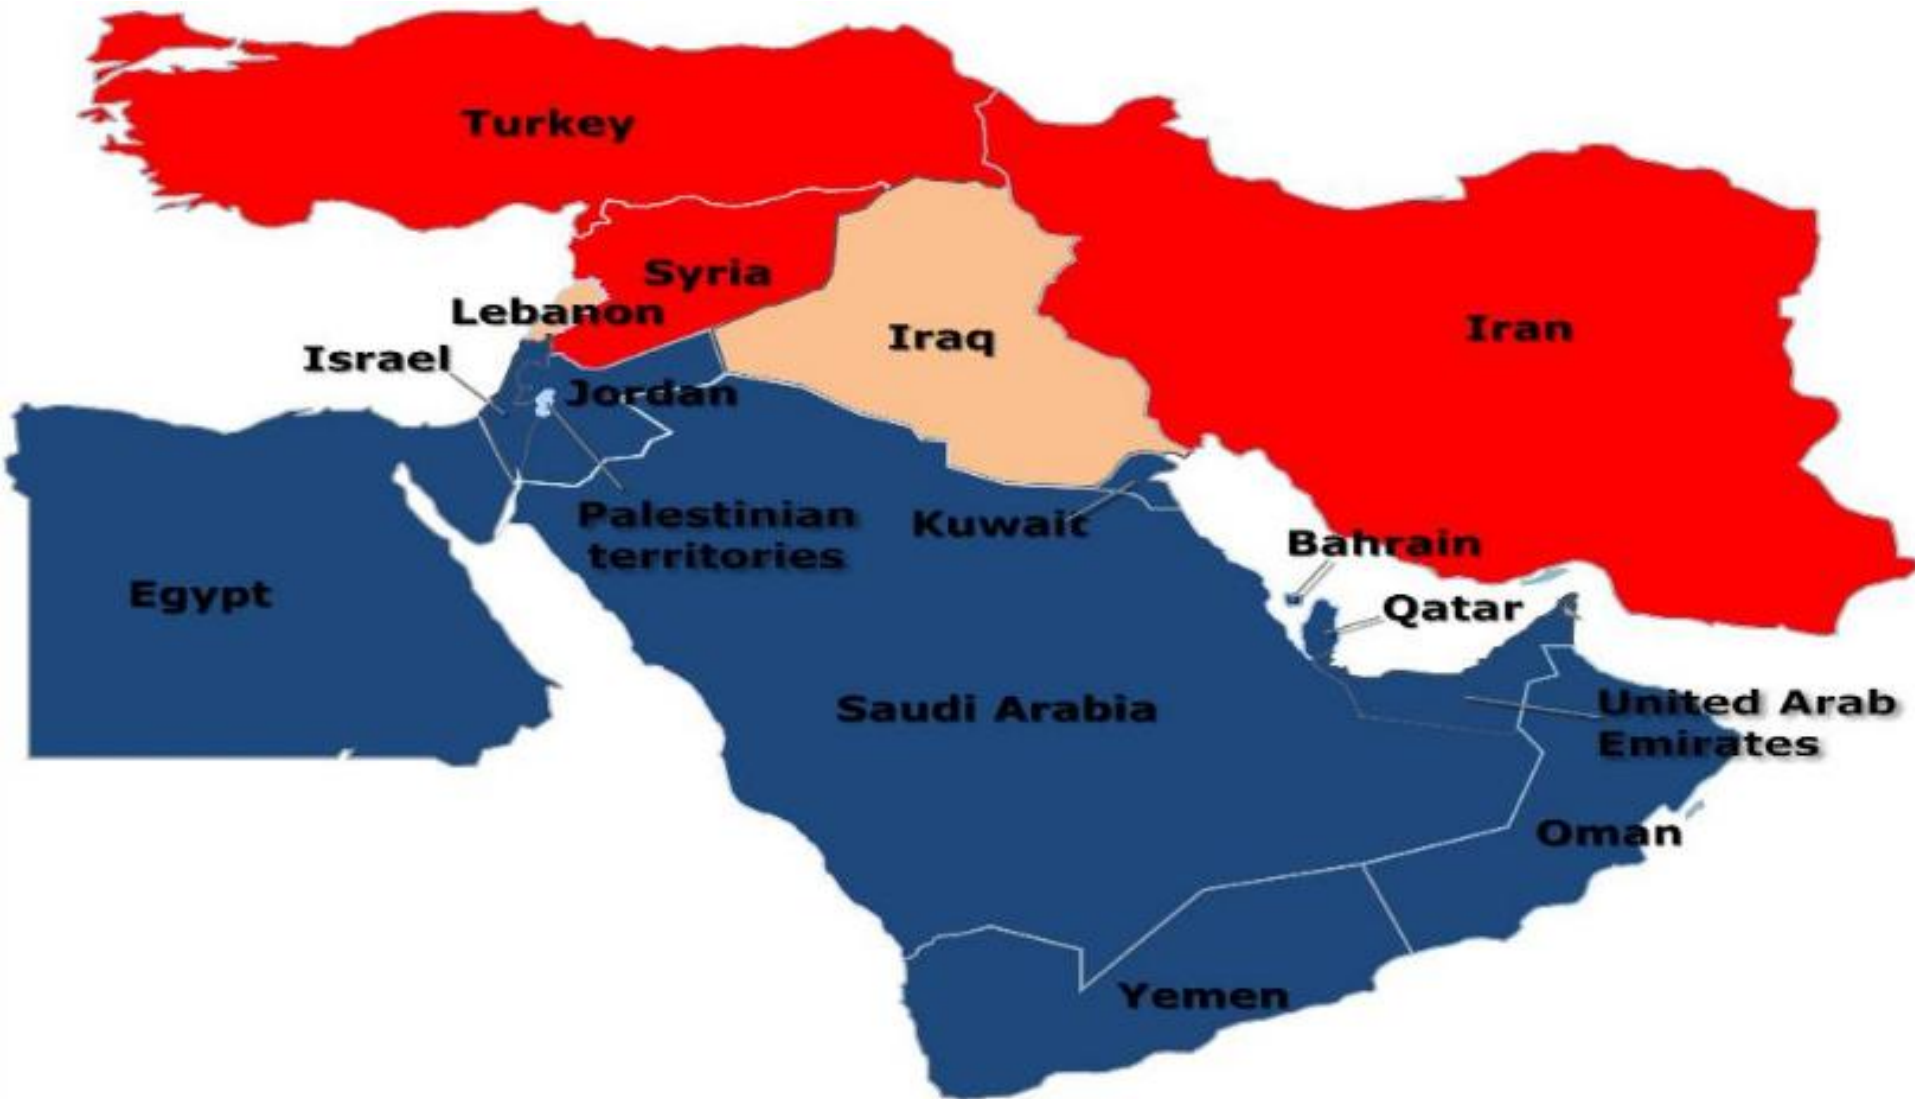 Turkey
Syria
Lebanon
Iraq
Iran
Israel
Jordan
Palestinian
territories
Kuwait
Bahrain
Egypt
Qatar
Saudi Arabia
United Arab
Emirates
Oman
Yemen